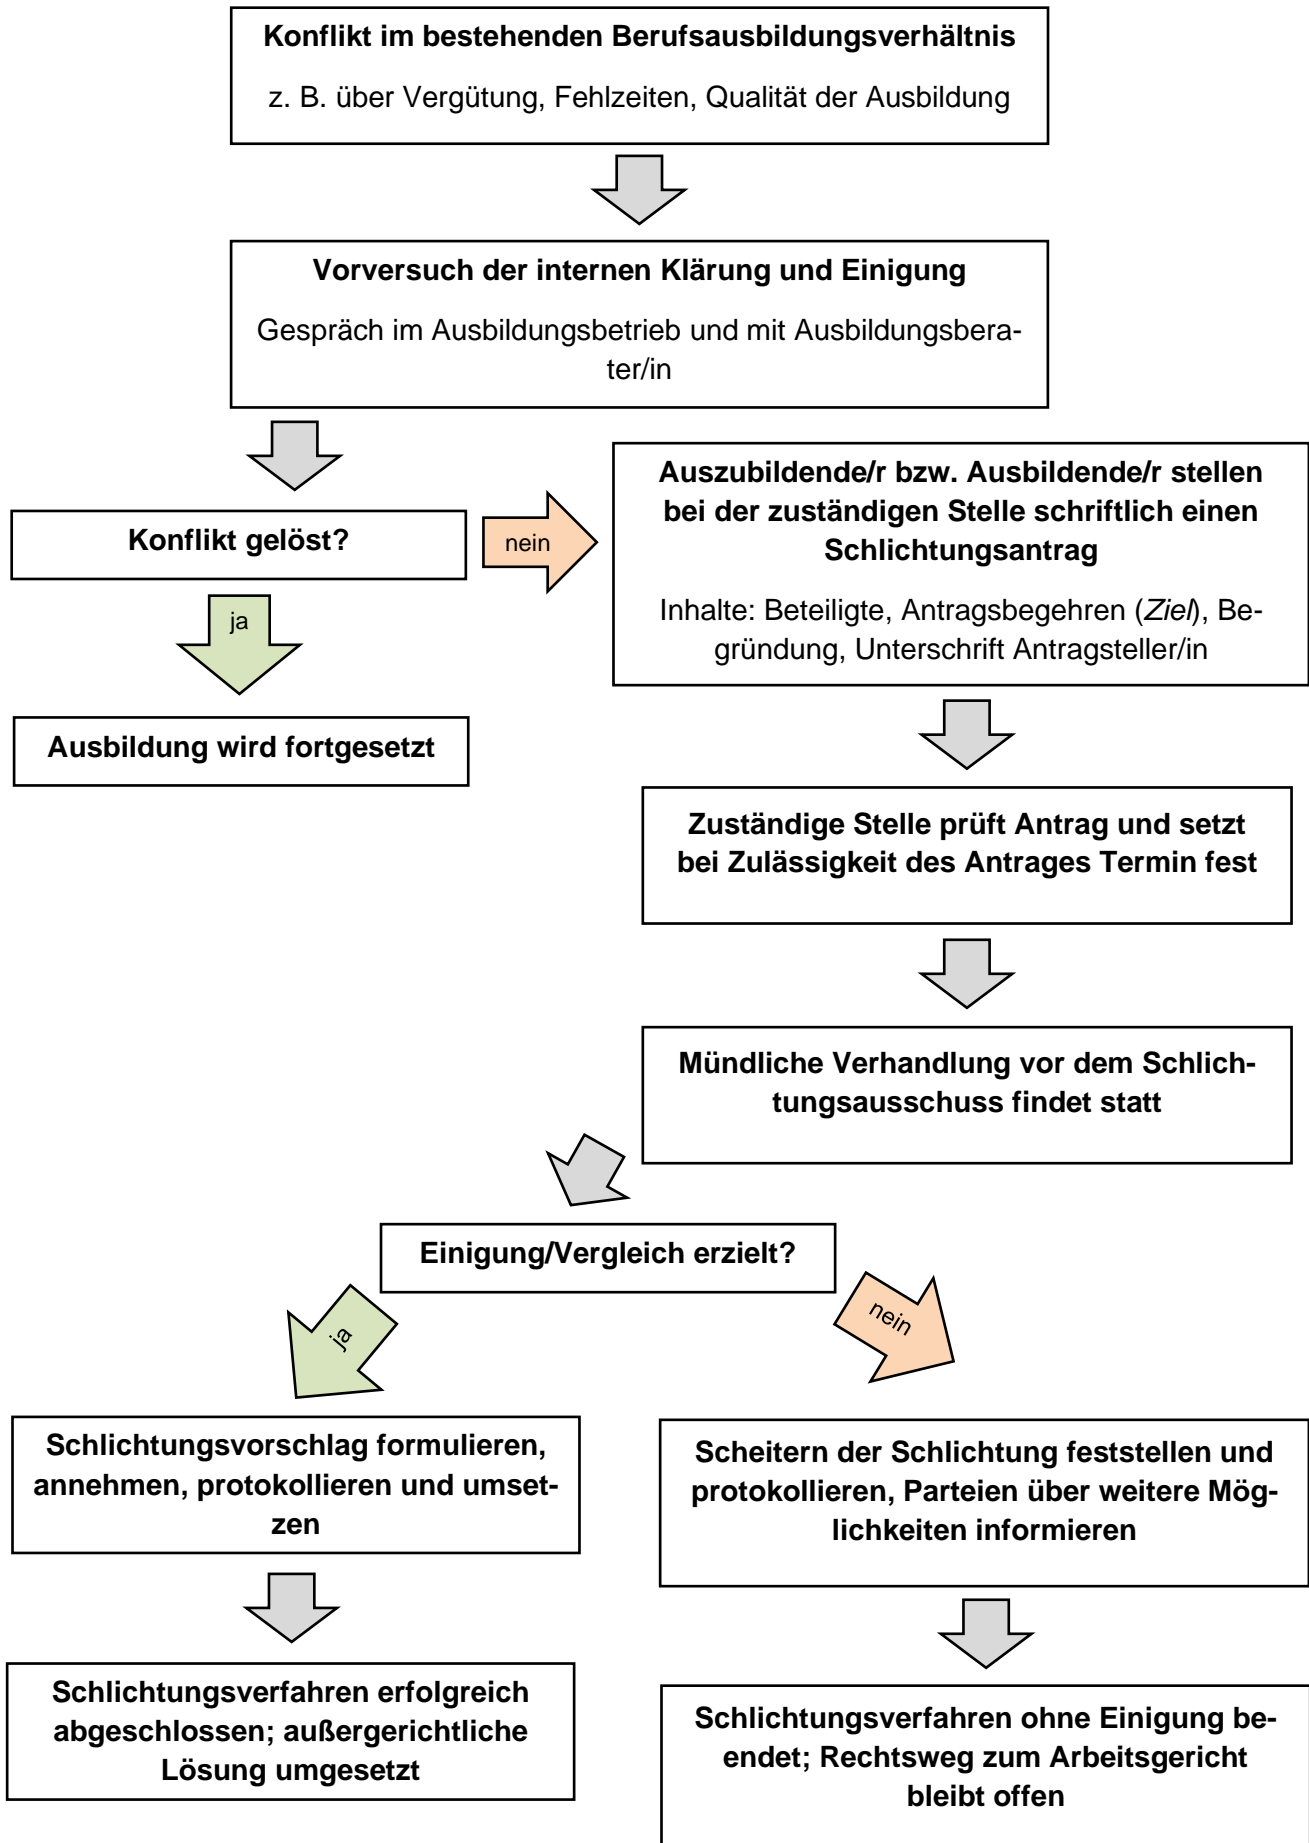 Konflikt im bestehenden Berufsausbildungsverhältnis
z. B. über Vergütung, Fehlzeiten, Qualität der Ausbildung
Vorversuch der internen Klärung und Einigung
Gespräch im Ausbildungsbetrieb und mit Ausbildungsbera-
ter/in
Konflikt gelöst?
nein
ja
Ausbildung wird fortgesetzt
Auszubildende/r bzw. Ausbildende/r stellen
bei der zuständigen Stelle schriftlich einen
Schlichtungsantrag
Inhalte: Beteiligte, Antragsbegehren (Ziel), Be-
gründung, Unterschrift Antragsteller/in
Zuständige Stelle prüft Antrag und setzt
bei Zulässigkeit des Antrages Termin fest
Mündliche Verhandlung vor dem Schlich-
tungsausschuss findet statt
Einigung/Vergleich erzielt?
ja
nein
Schlichtungsvorschlag formulieren,
annehmen, protokollieren und umset-
zen
Schlichtungsverfahren erfolgreich
abgeschlossen; außergerichtliche
Lösung umgesetzt
Scheitern der Schlichtung feststellen und
protokollieren, Parteien über weitere Mög-
lichkeiten informieren
Schlichtungsverfahren ohne Einigung be-
endet; Rechtsweg zum Arbeitsgericht
bleibt offen